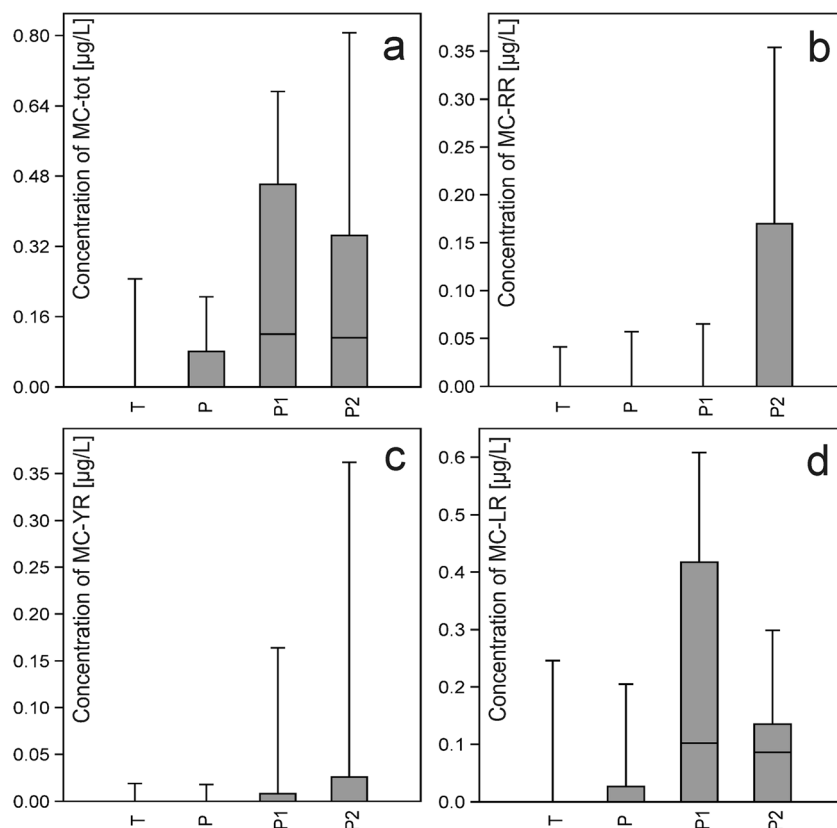 a
Concentration of MC-tot [µg/L]
0.80
0.64
0.48
0.32
0.16
0.00
T
P
P1
P2
b
Concentration of MC-RR [µg/L]
0.35
0.30
0.25
0.20
0.15
0.10
0.05
0.00
T
P
P1
P2
c
Concentration of MC-YR [µg/L]
0.35
0.30
0.25
0.20
0.15
0.10
0.05
0.00
T
P
P1
P2
d
Concentration of MC-LR [µg/L]
0.6
0.5
0.4
0.3
0.2
0.1
0.0
T
P
P1
P2